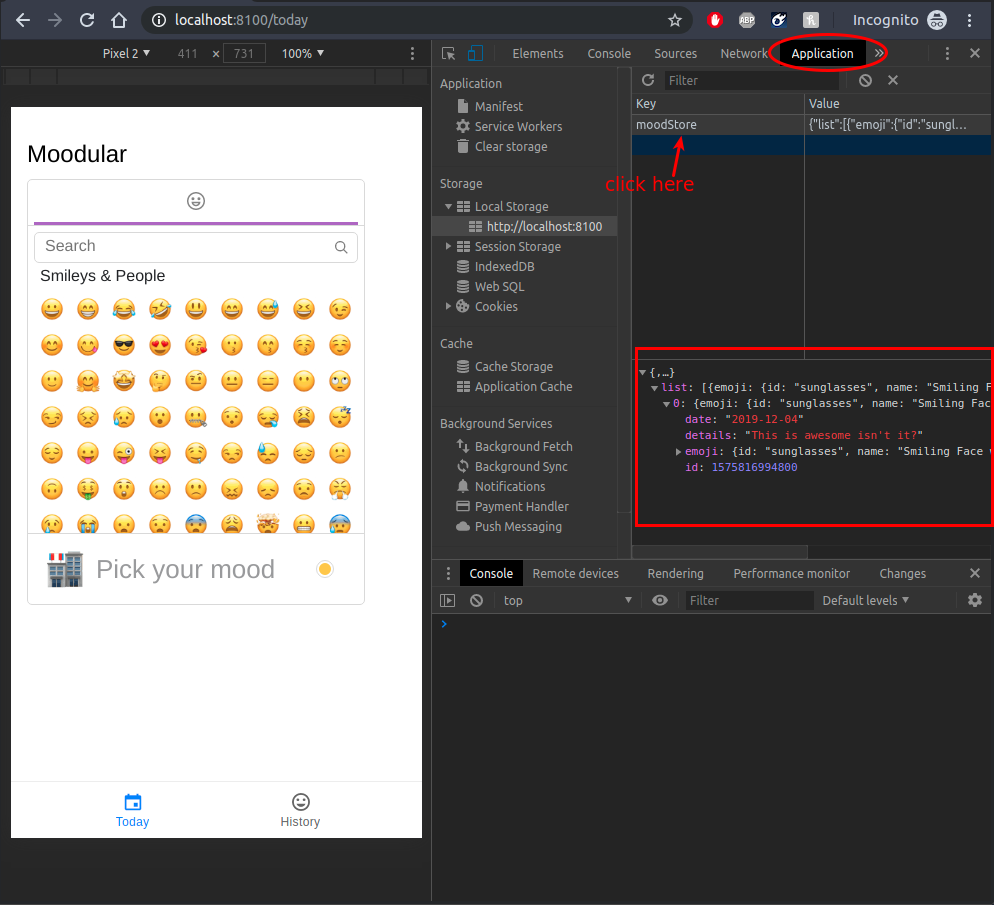 localhost:8100/today
ABP
Incognito
Pixel 2 ▼ 411 × 731 100% ▼
Elements Console Sources Network Application »
Moodular
Search
Smileys & People
Pick your mood
Today History
Application
Manifest
Service Workers
Clear storage
Storage
Local Storage
http://localhost:8100
Session Storage
IndexedDB
Web SQL
Cookies
Cache
Cache Storage
Application Cache
Background Services
Background Fetch
Background Sync
Notifications
Payment Handler
Push Messaging
Filter
Key Value
moodStore {"list":[{"emoji":{"id":"sungl…
click here
{,…}
list: [{emoji: {id: "sunglasses", name: "Smiling F
0: {emoji: {id: "sunglasses", name: "Smiling Fac
date: "2019-12-04"
details: "This is awesome isn't it?"
emoji: {id: "sunglasses", name: "Smiling Face
id: 1575816994800
Console Remote devices Rendering Performance monitor Changes
top ▼ Filter Default levels ▼